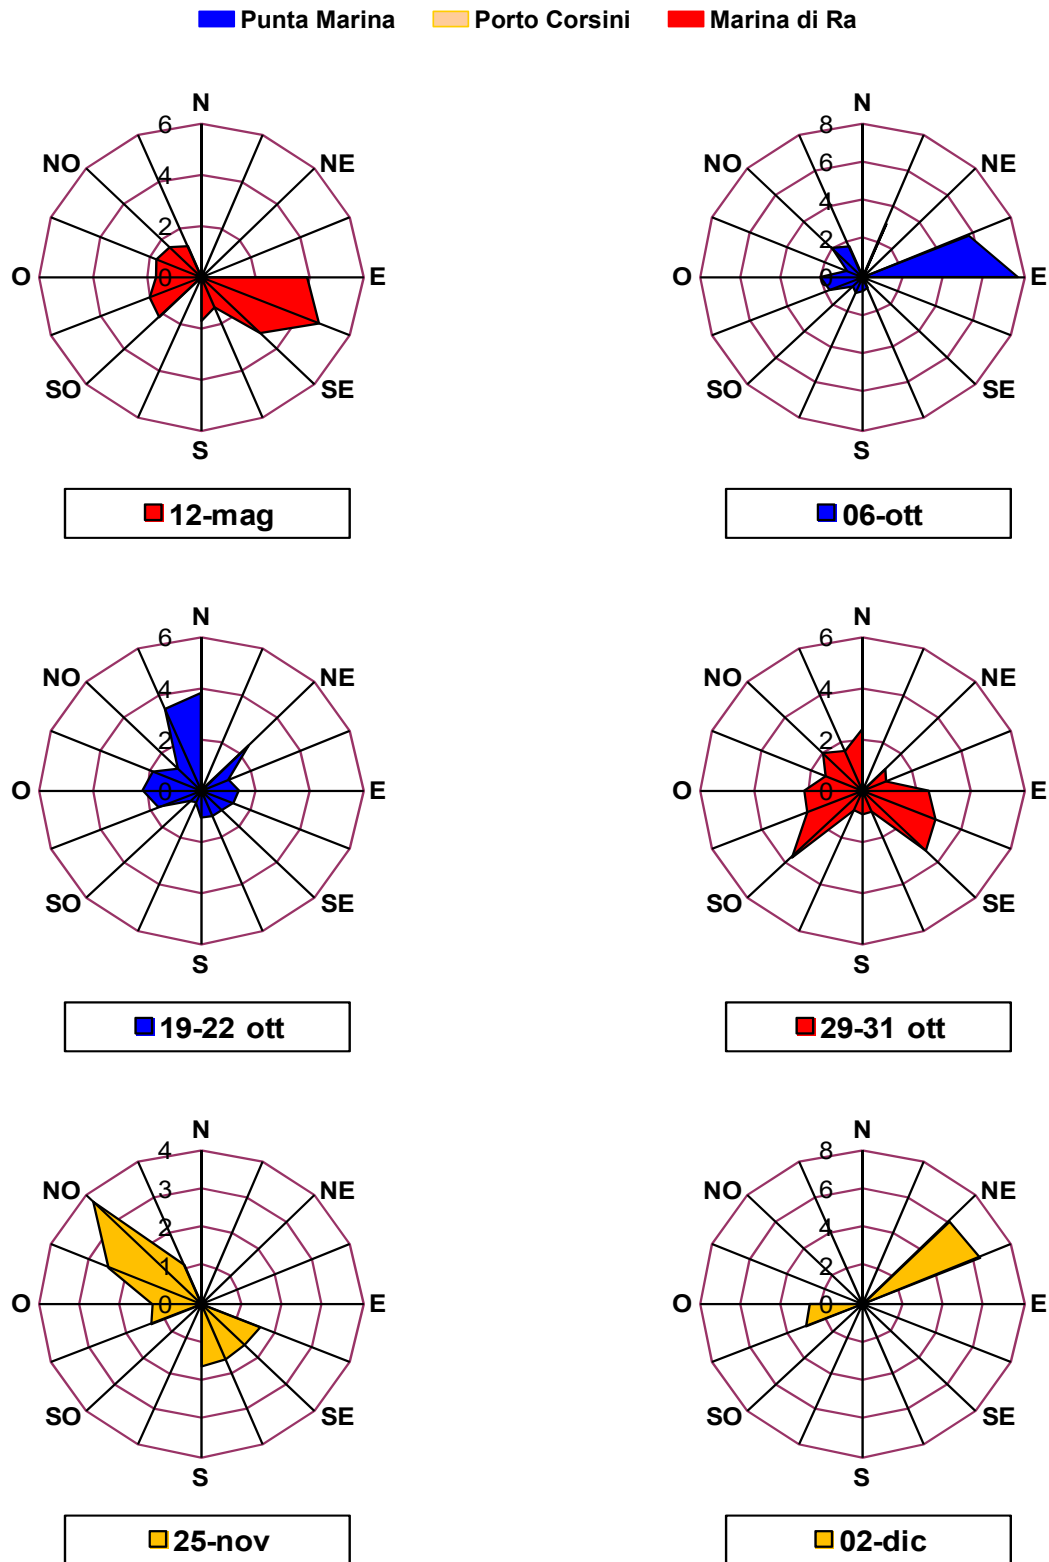 Punta Marina Porto Corsini Marina di Ra
N N
6 8
NO NE NO NE
4 6
4
2 2
O 0 E O 0 E
SO SE SO SE
S S
12-mag 06-ott
N N
6 6
NO NE NO NE
4 4
2 2
O 0 E O 0 E
SO SE SO SE
S S
19-22 ott 29-31 ott
N N
4 8
NO NE NO NE
3 6
2 4
1 2
O 0 E O 0 E
SO SE SO SE
S S
25-nov 02-dic